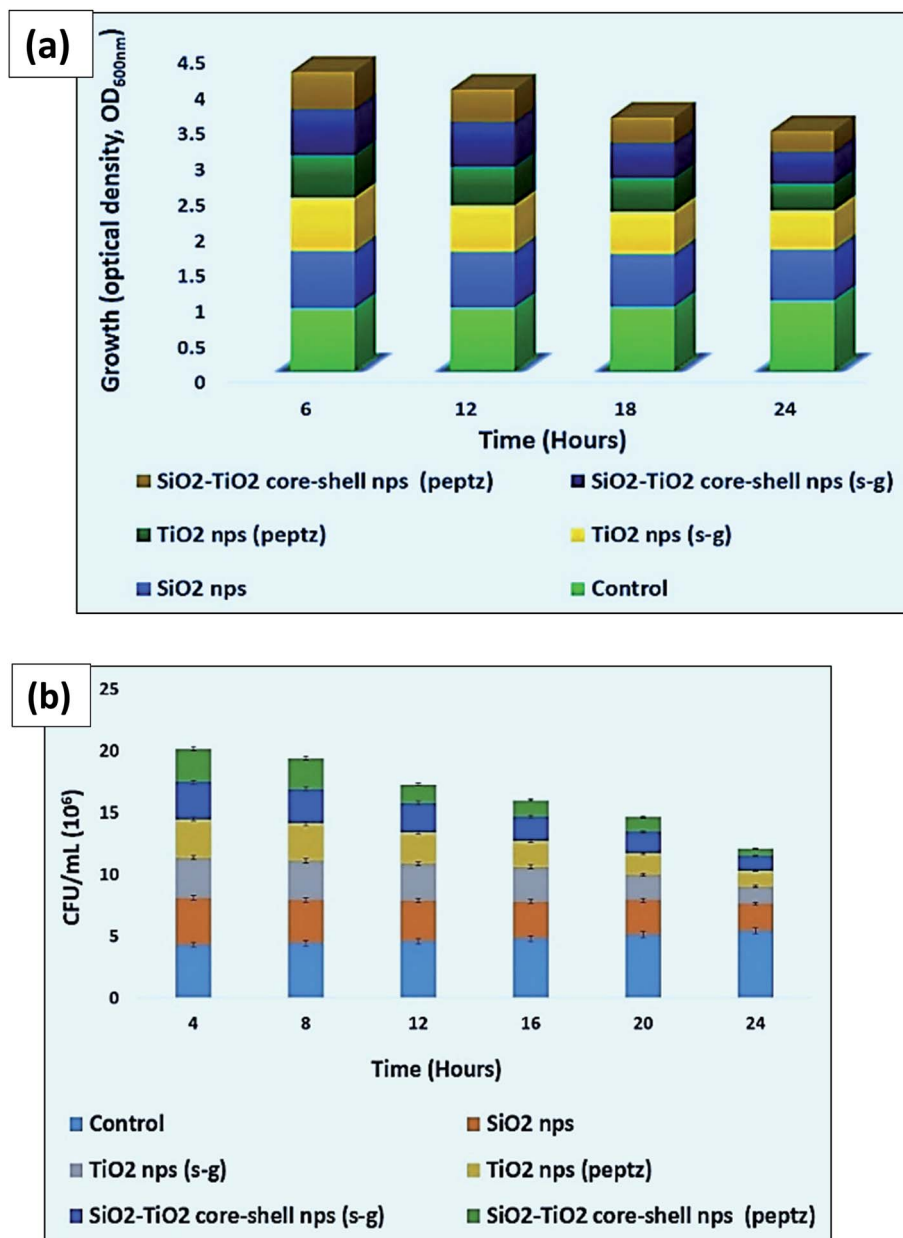 (a)
Growth (optical density, OD600nm)
4.5
4
3.5
3
2.5
2
1.5
1
0.5
0
6 12 18 24
Time (Hours)
SiO2-TiO2 core-shell nps (peptz) SiO2-TiO2 core-shell nps (s-g)
TiO2 nps (peptz) TiO2 nps (s-g)
SiO2 nps Control
(b)
CFU/mL (10⁶)
25
20
15
10
5
0
4 8 12 16 20 24
Time (Hours)
Control SiO2 nps
TiO2 nps (s-g) TiO2 nps (peptz)
SiO2-TiO2 core-shell nps (s-g) SiO2-TiO2 core-shell nps (peptz)